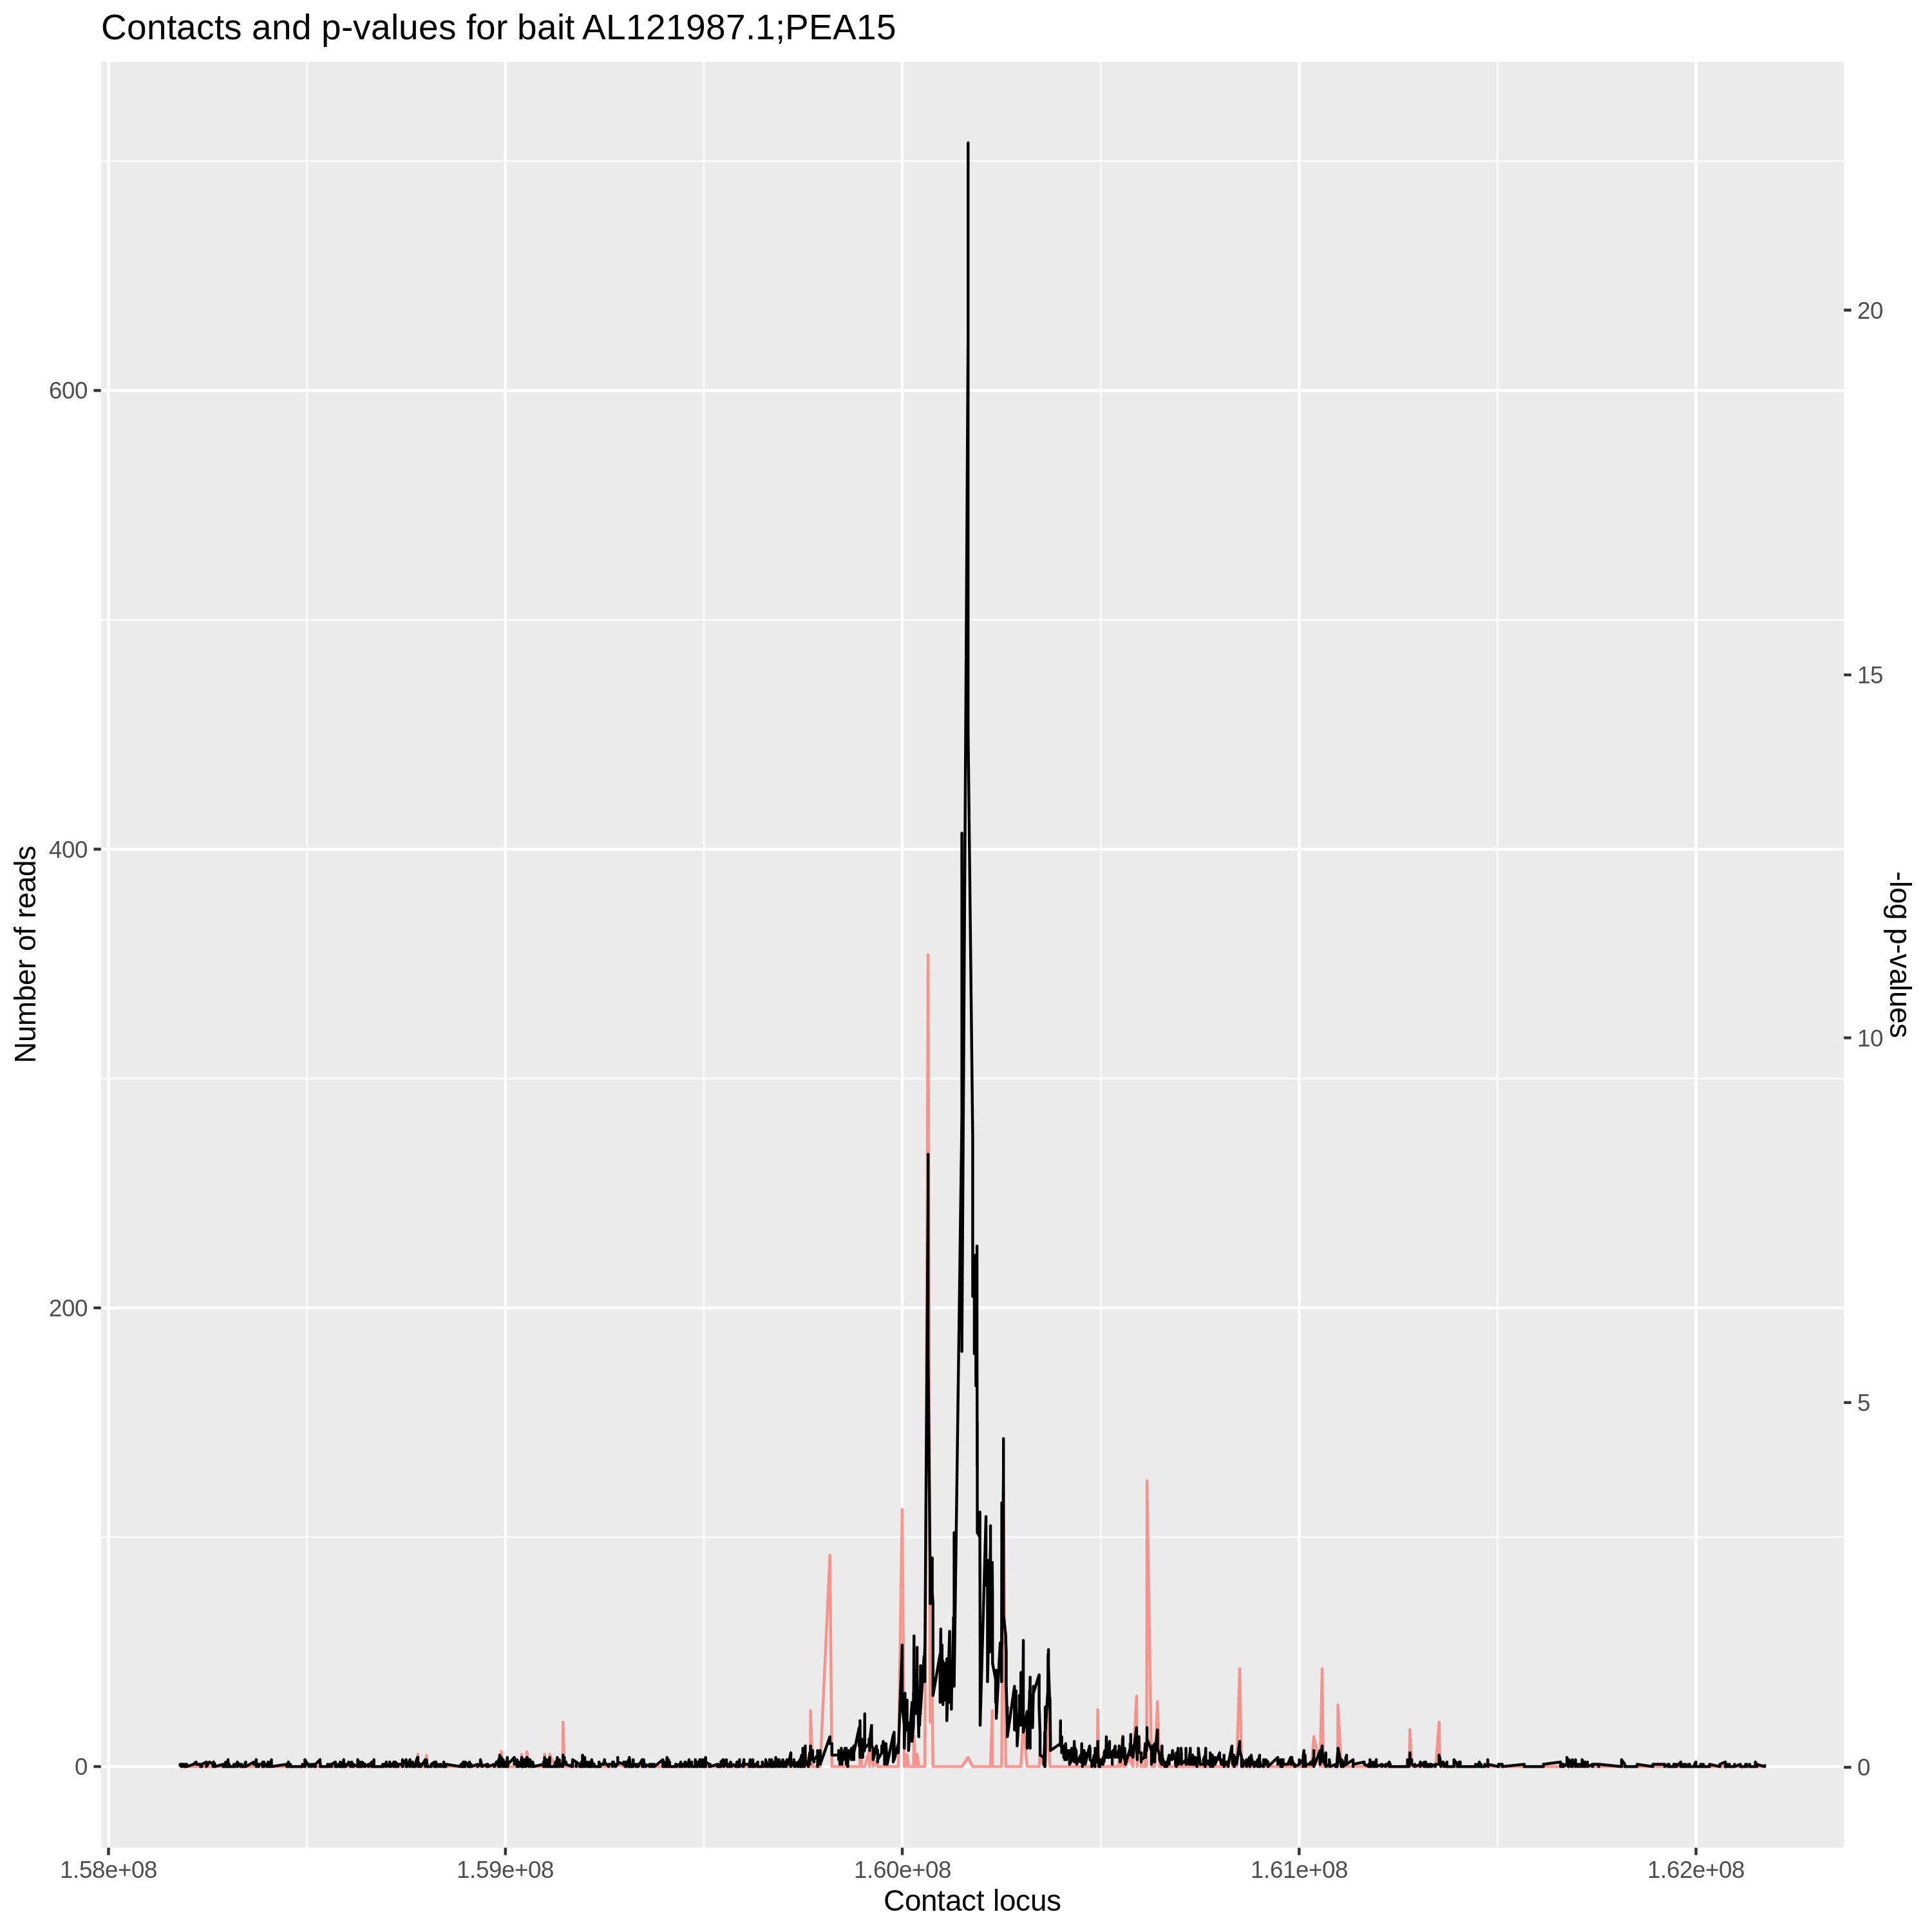 Contacts and p-values for bait AL121987.1;PEA15
Number of reads
600
400
200
0
20
15
10
5
0
-log p-values
1.58e+08
1.59e+08
1.60e+08
1.61e+08
1.62e+08
Contact locus